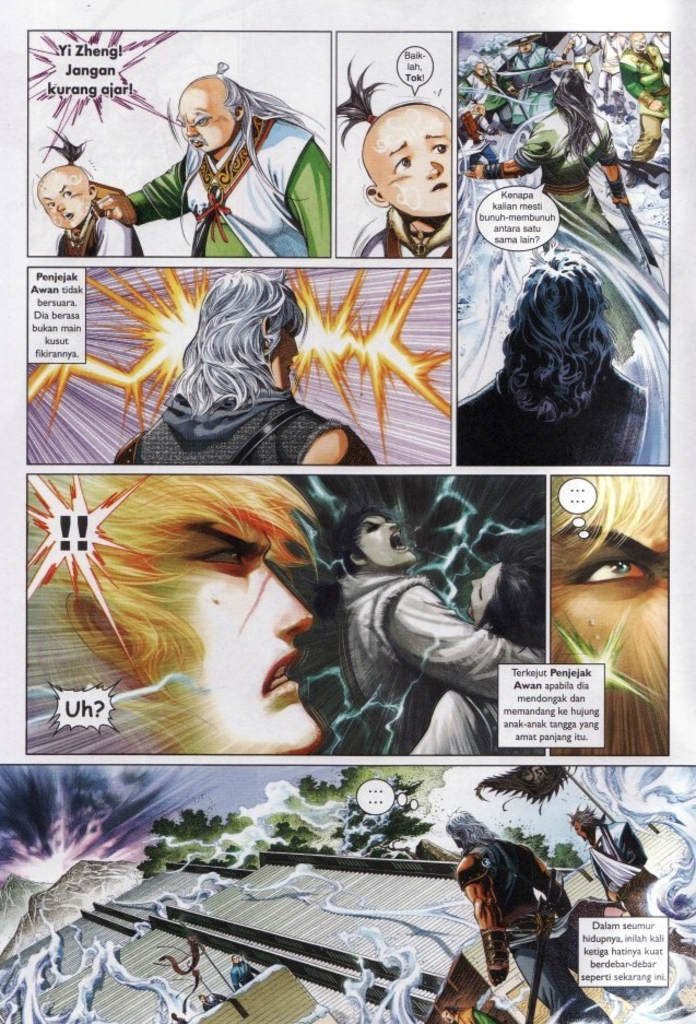 Yi Zheng!
Jangan
kurang ajar!
Baik-
lah,
Tok!
Kenapa
kalian mesti
bunuh-membunuh
antara satu
sama lain?
Penjejak
Awan tidak
bersuara.
Dia berasa
bukan main
kusut
fikirannya.
!!
Uh?
...
...
Terkejut Penjejak
Awan apabila dia
mendongak dan
memandang ke hujung
anak-anak tangga yang
amat panjang itu.
...
...
Dalam seumur
hidupnya, inilah kali
ketiga hatinya kuat
berdebar-debar
seperti sekarang ini.